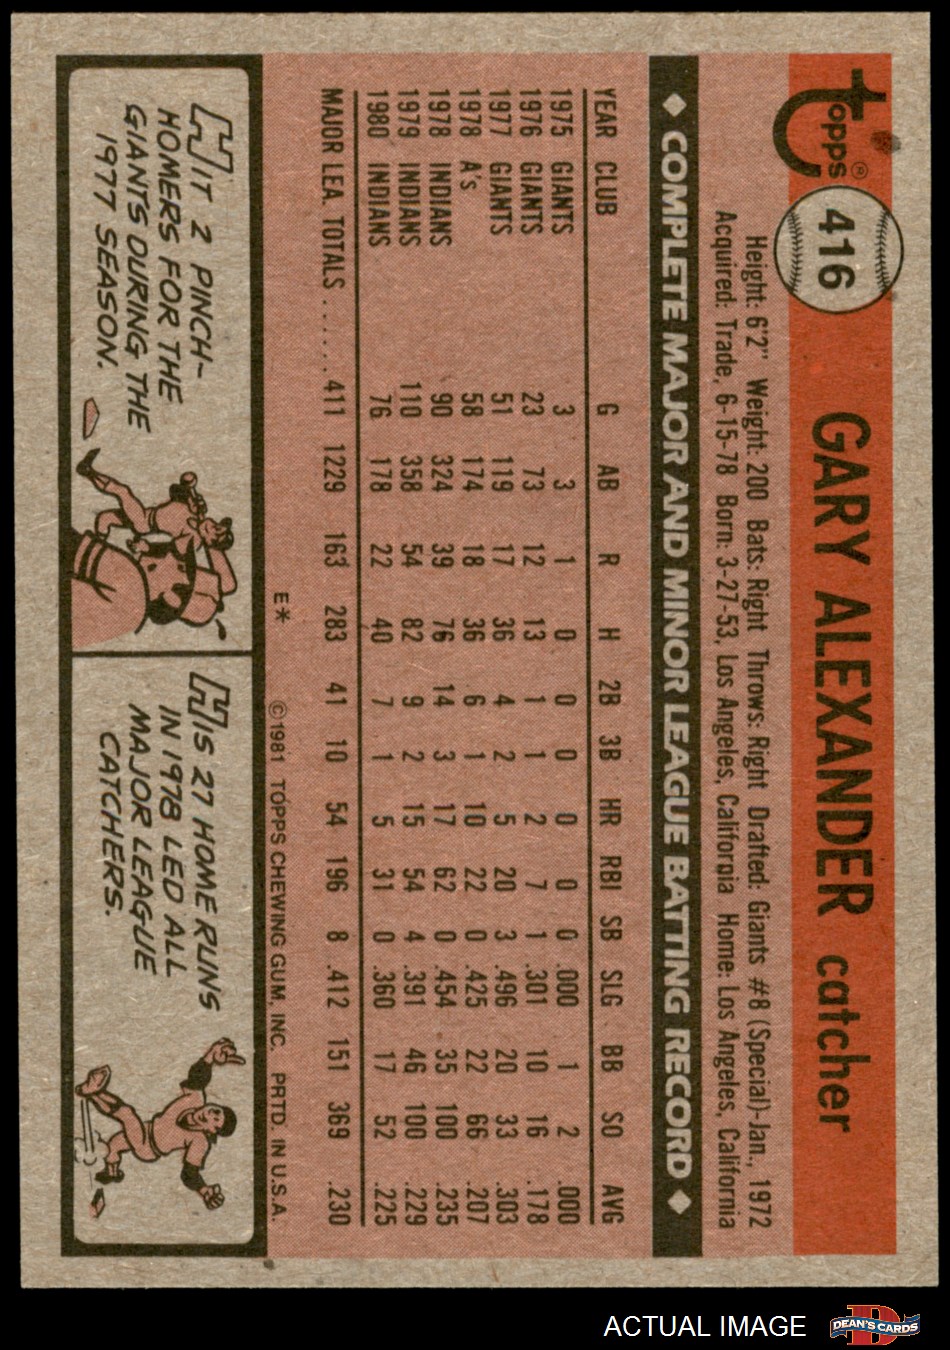 Topps®
416
GARY ALEXANDER catcher
Height: 6'2" Weight: 200 Bats: Right Throws: Right Drafted: Giants #8 (Special)-Jan., 1972
Acquired: Trade, 6-15-78 Born: 3-27-53, Los Angeles, California Home: Los Angeles, California
◆ COMPLETE MAJOR AND MINOR LEAGUE BATTING RECORD ◆
YEAR CLUB G AB R H 2B 3B HR RBI SB SLG BB SO AVG
1975 GIANTS 3 3 1 0 0 0 0 0 0 .000 1 2 .000
1976 GIANTS 23 73 12 13 1 1 2 7 1 .301 10 16 .178
1977 GIANTS 51 119 17 36 4 2 5 20 3 .496 20 33 .303
1978 A's 58 174 18 36 6 1 10 22 0 .425 22 66 .207
1978 INDIANS 90 324 39 76 14 3 17 62 0 .454 35 100 .235
1979 INDIANS 110 358 54 82 9 2 15 54 4 .391 46 100 .229
1980 INDIANS 76 178 22 40 7 1 5 31 0 .360 17 52 .225
MAJOR LEA. TOTALS ....... 411 1229 163 283 41 10 54 196 8 .412 151 369 .230
E* ©1981 TOPPS CHEWING GUM, INC. PRTD. IN U.S.A.
HIT 2 PINCH-
HOMERS FOR THE
GIANTS DURING THE
1977 SEASON.
HIS 27 HOME RUNS
IN 1978 LED ALL
MAJOR LEAGUE
CATCHERS.
ACTUAL IMAGE
D
DEAN'S CARDS